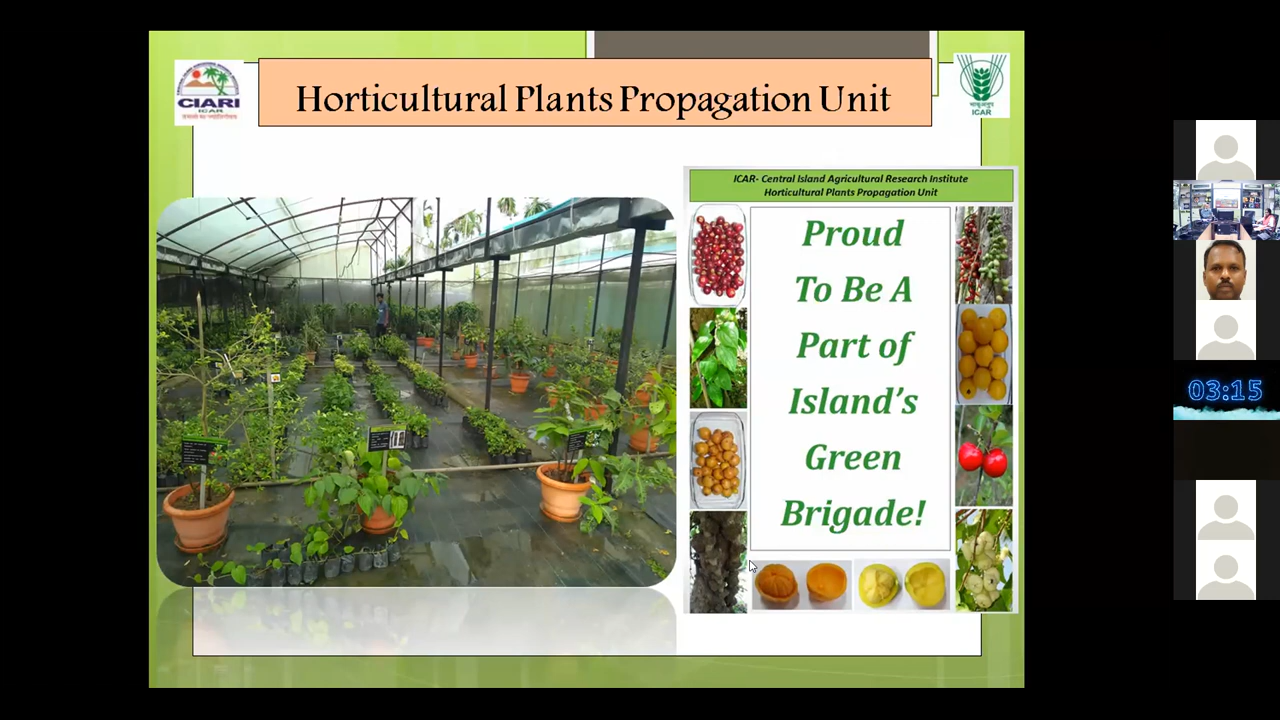 Horticultural Plants Propagation Unit
CIARI
ICAR
भाकृअनुप
ICAR
ICAR- Central Island Agricultural Research Institute
Horticultural Plants Propagation Unit
Proud
To Be A
Part of
Island's
Green
Brigade!
03:15